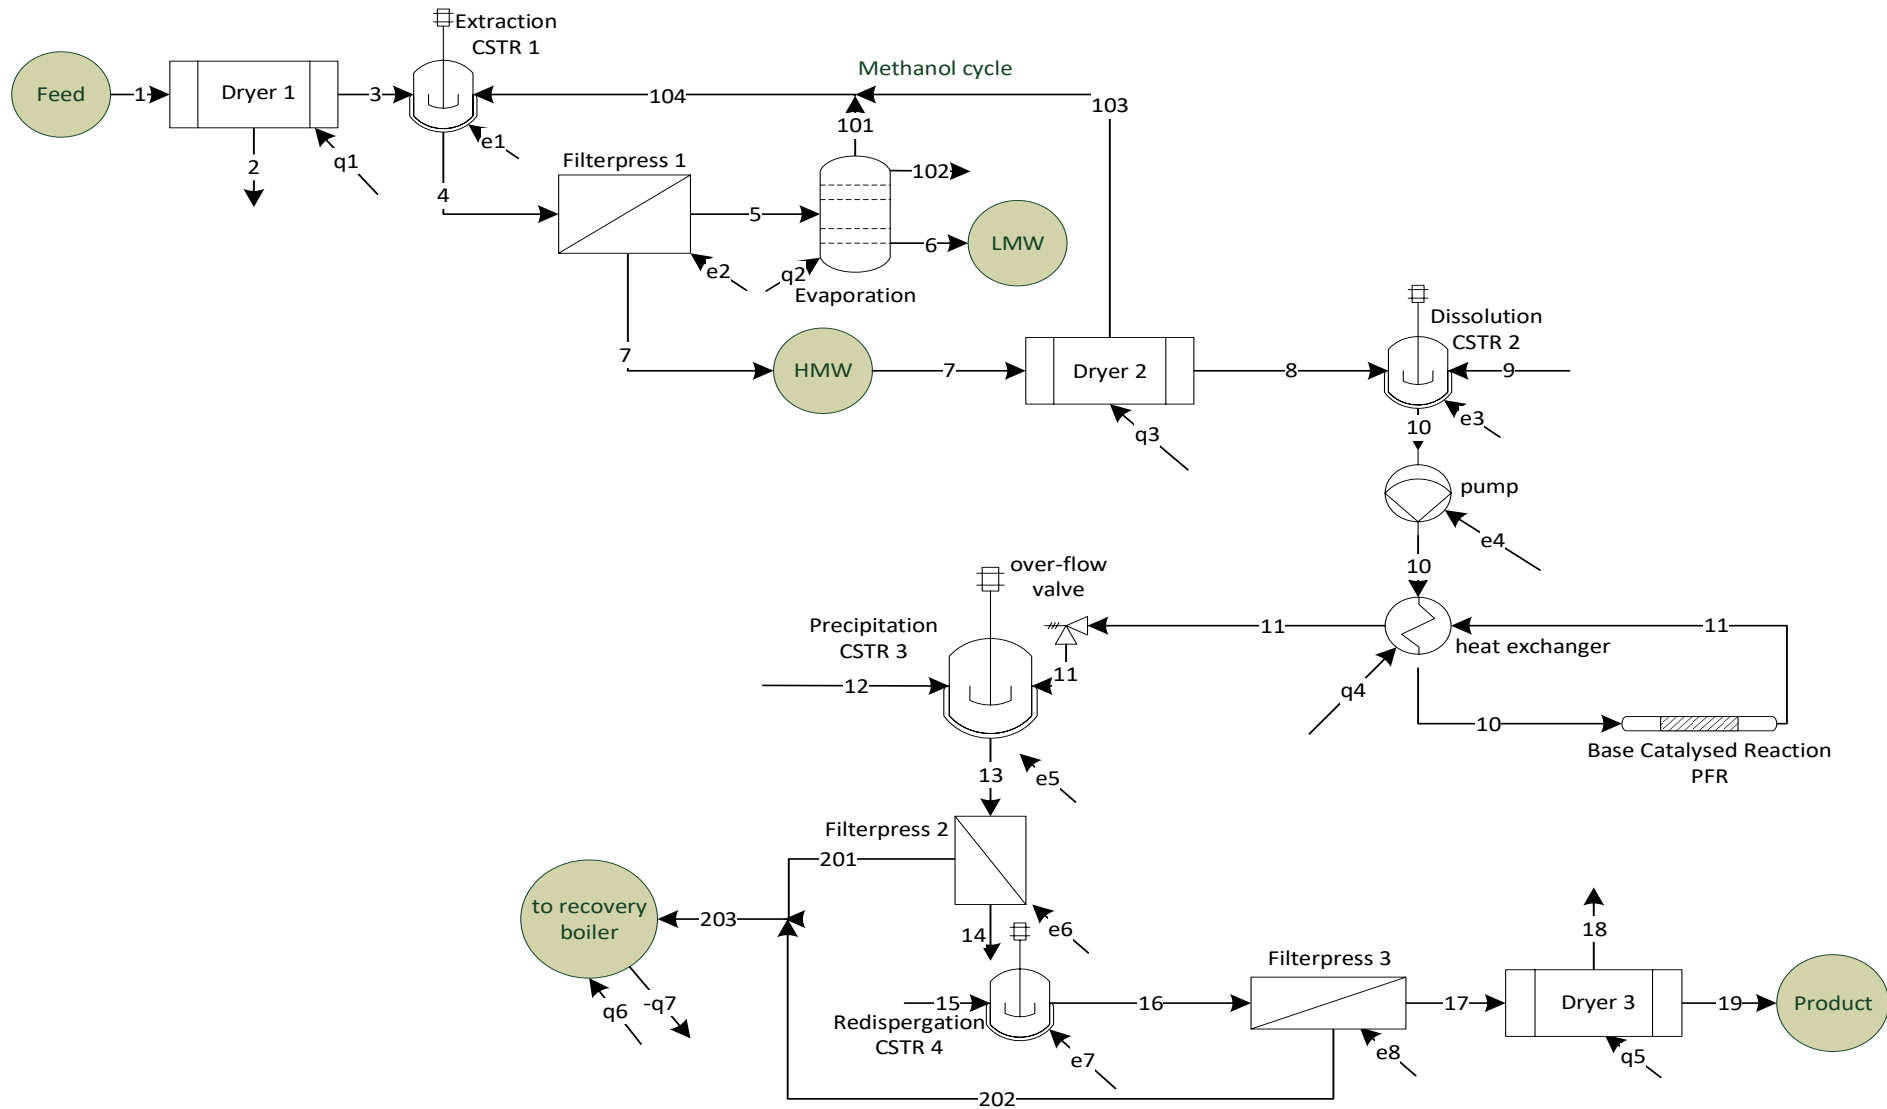 Extraction
CSTR 1
Methanol cycle
Feed
1
Dryer 1
3
104
103
101
e1
2
q1
Filterpress 1
4
102
5
6
LMW
e2
q2
Evaporation
Dissolution
CSTR 2
7
HMW
7
Dryer 2
8
9
q3
e3
10
pump
e4
10
over-flow
valve
Precipitation
CSTR 3
11
11
heat exchanger
11
12
q4
10
Base Catalysed Reaction
PFR
13
e5
Filterpress 2
201
to recovery
boiler
203
14
e6
18
Filterpress 3
-q7
q6
15
16
17
Dryer 3
19
Product
Redispergation
CSTR 4
e7
e8
q5
202